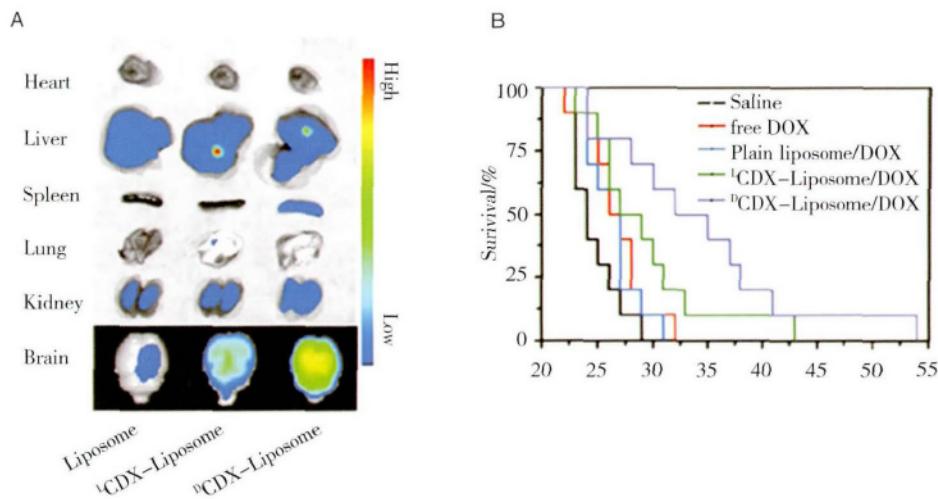 A
Heart
Liver
Spleen
Lung
Kidney
Brain
High
Low
Liposome
ᴸCDX-Liposome
ᴰCDX-Liposome
B
Surivival/%
100
75
50
25
0
20 25 30 35 40 45 50 55
Saline
free DOX
Plain liposome/DOX
ᴸCDX-Liposome/DOX
ᴰCDX-Liposome/DOX